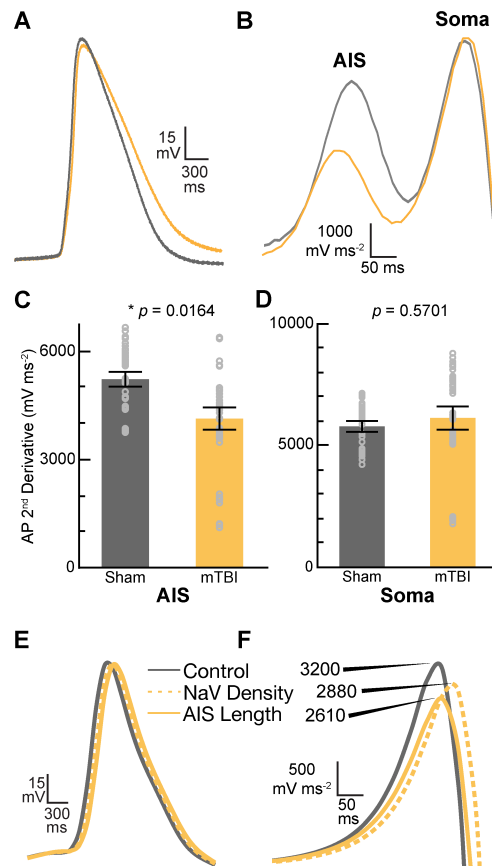 A
B
Soma
AIS
15
mV
300
ms
1000
mV ms-2
50 ms
C
* p = 0.0164
D
p = 0.5701
AP 2nd Derivative (mV ms-2)
6000
3000
0
Sham
mTBI
AIS
10000
5000
0
Sham
mTBI
Soma
E
F
Control
NaV Density
AIS Length
3200
2880
2610
15
mV
300
ms
500
mV ms-2
50
ms